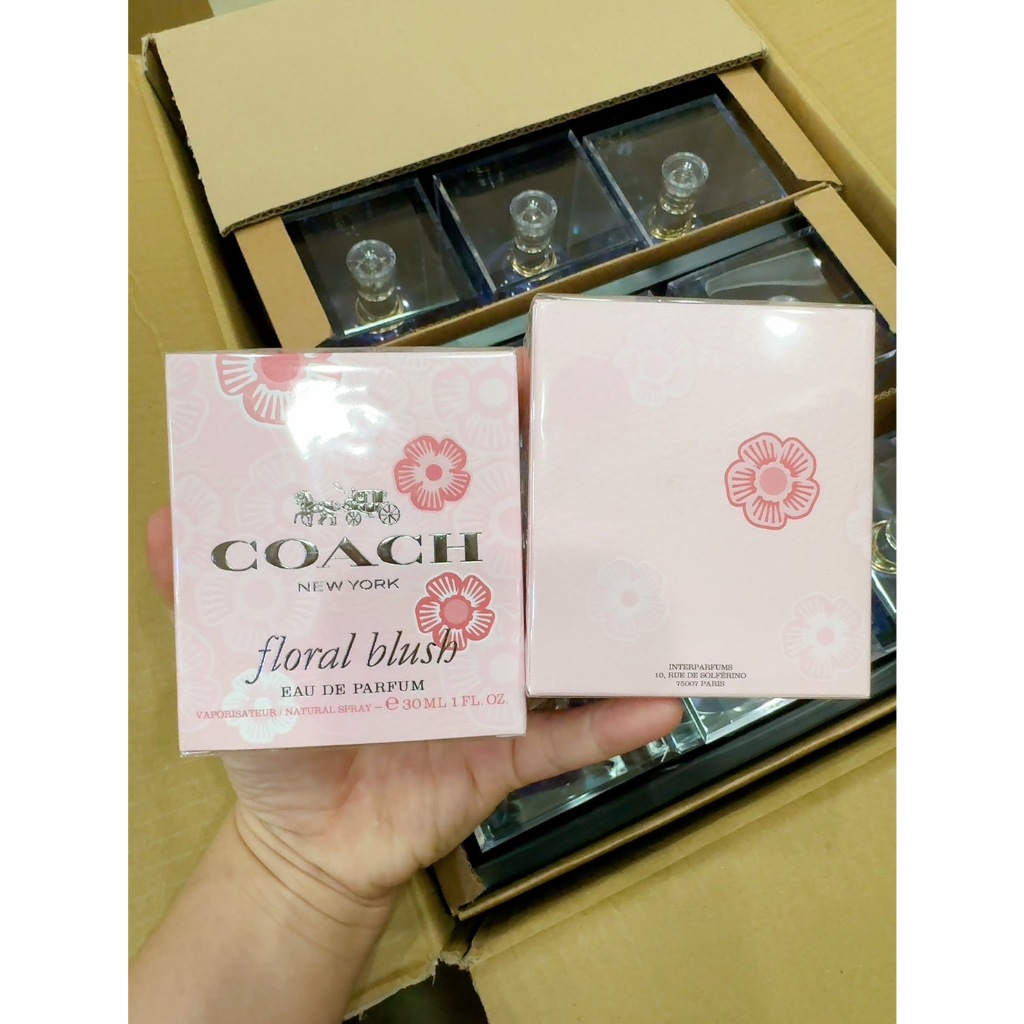 COACH
NEW YORK
floral blush
EAU DE PARFUM
VAPORISATEUR / NATURAL SPRAY – ℮ 30 ML 1 FL. OZ.
INTERPARFUMS
10, RUE DE SOLFÉRINO
75007 PARIS